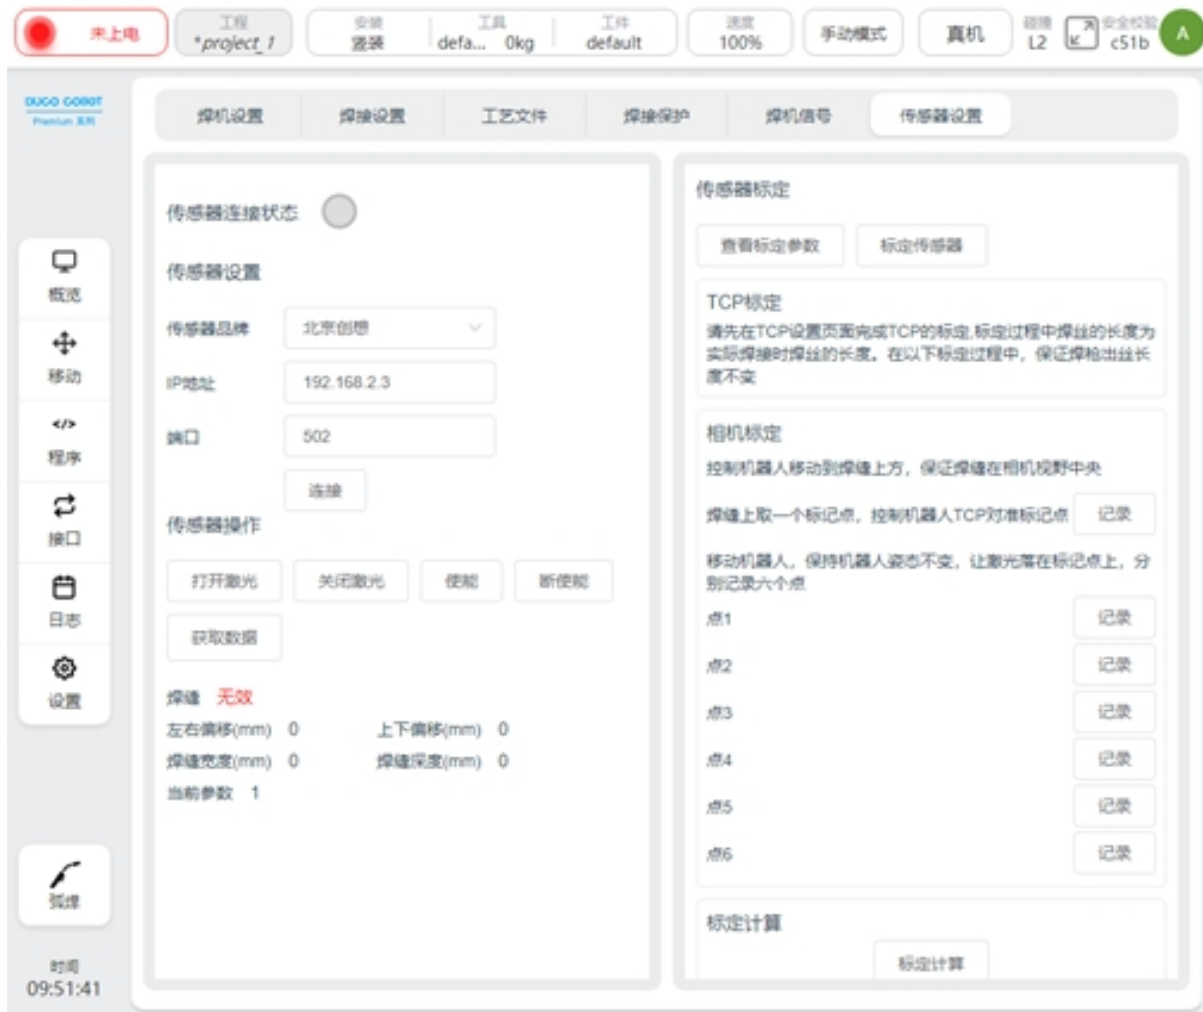 未上电
工程
*project_1
安装
竖装
工具
defa... 0kg
工件
default
速度
100%
手动模式
真机
碰撞
L2
安全校验
c51b
A
DUCO COBOT
Premium 系列
焊机设置
焊接设置
工艺文件
焊接保护
焊机信号
传感器设置
概览
移动
程序
接口
日志
设置
弧焊
时间
09:51:41
传感器连接状态
传感器设置
传感器品牌 北京创想
IP地址 192.168.2.3
端口 502
连接
传感器操作
打开激光 关闭激光 使能 断使能
获取数据
焊缝 无效
左右偏移(mm) 0 上下偏移(mm) 0
焊缝宽度(mm) 0 焊缝深度(mm) 0
当前参数 1
传感器标定
查看标定参数 标定传感器
TCP标定
请先在TCP设置页面完成TCP的标定,标定过程中焊丝的长度为
实际焊接时焊丝的长度。在以下标定过程中，保证焊枪出丝长
度不变
相机标定
控制机器人移动到焊缝上方，保证焊缝在相机视野中央
焊缝上取一个标记点，控制机器人TCP对准标记点 记录
移动机器人，保持机器人姿态不变，让激光落在标记点上，分
别记录六个点
点1 记录
点2 记录
点3 记录
点4 记录
点5 记录
点6 记录
标定计算
标定计算